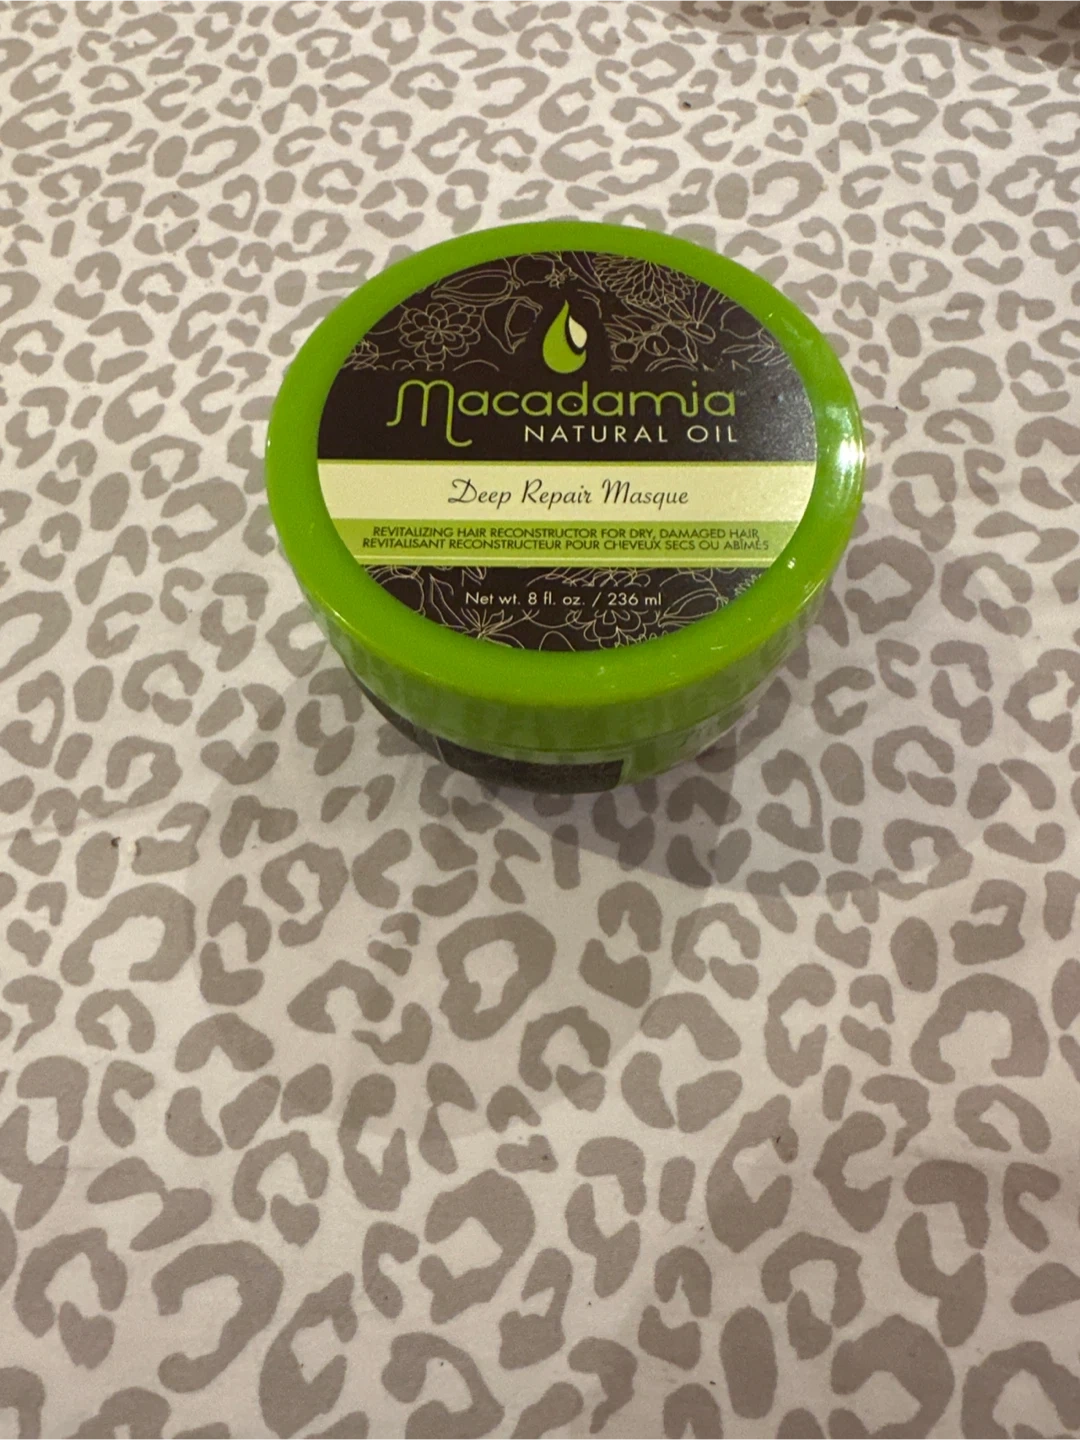 Macadamia™
NATURAL OIL
Deep Repair Masque
REVITALIZING HAIR RECONSTRUCTOR FOR DRY, DAMAGED HAIR
REVITALISANT RECONSTRUCTEUR POUR CHEVEUX SECS OU ABÎMÉS
Net wt. 8 fl. oz. / 236 ml